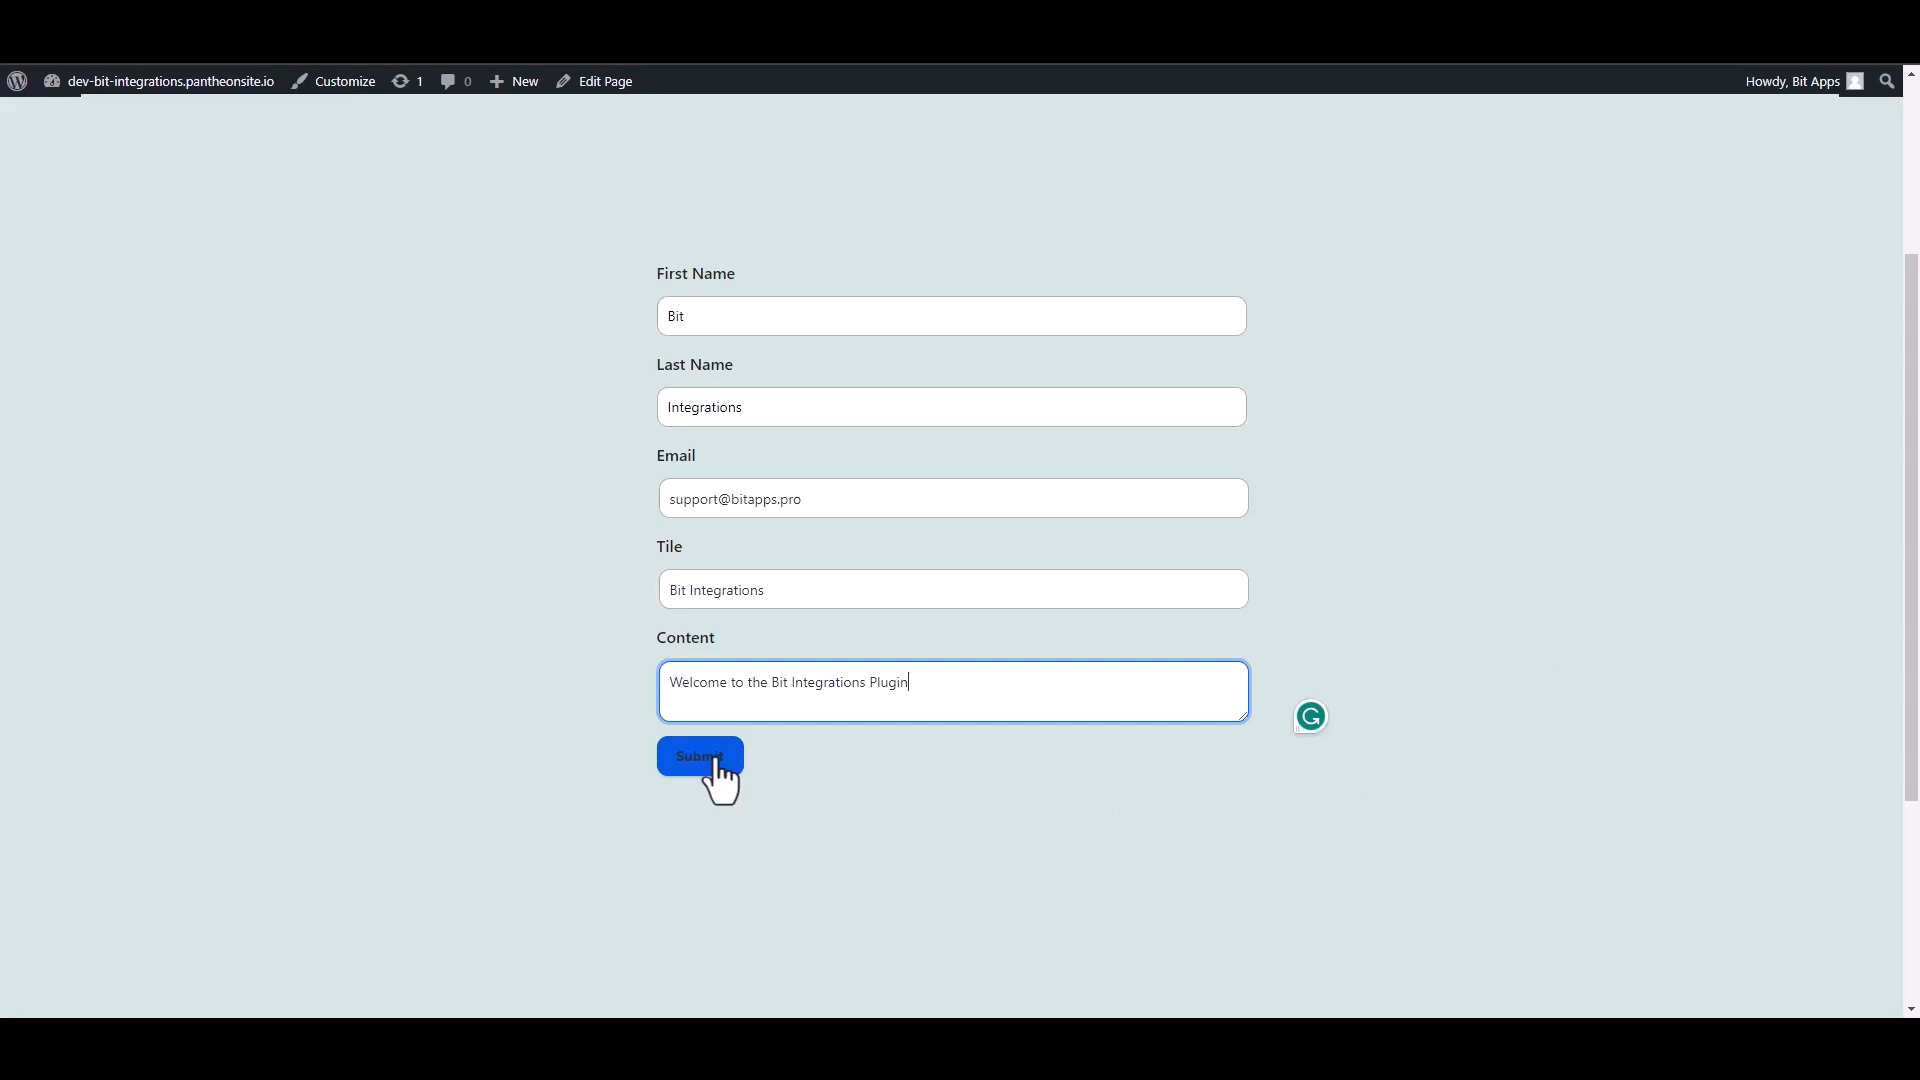 dev-bit-integrations.pantheonsite.io Customize 1 0 New Edit Page Howdy, Bit Apps
First Name
Bit
Last Name
Integrations
Email
support@bitapps.pro
Tile
Bit Integrations
Content
Welcome to the Bit Integrations Plugin
Submit